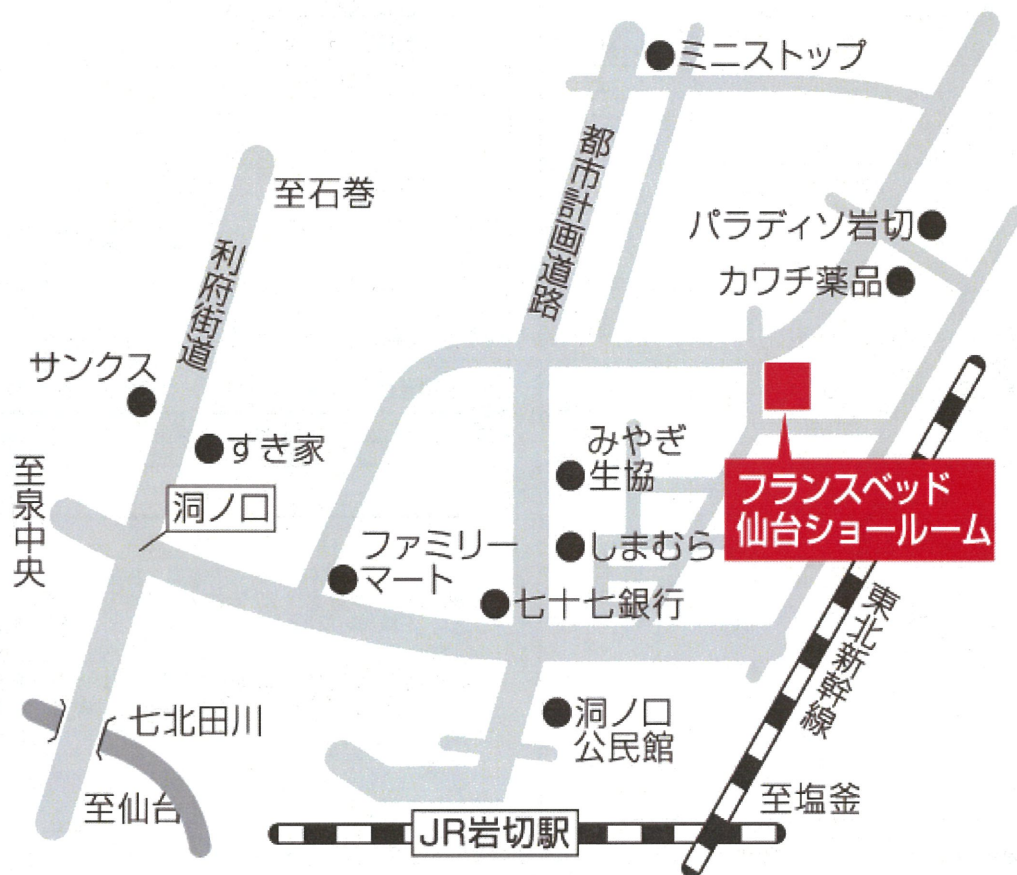 ミニストップ
都市計画道路
至石巻
利府街道
パラディソ岩切
カワチ薬品
サンクス
すき家
みやぎ
生協
至泉中央
洞ノ口
フランスベッド
仙台ショールーム
ファミリー
マート
しまむら
七十七銀行
東北新幹線
七北田川
洞ノ口
公民館
至仙台
至塩釜
JR岩切駅